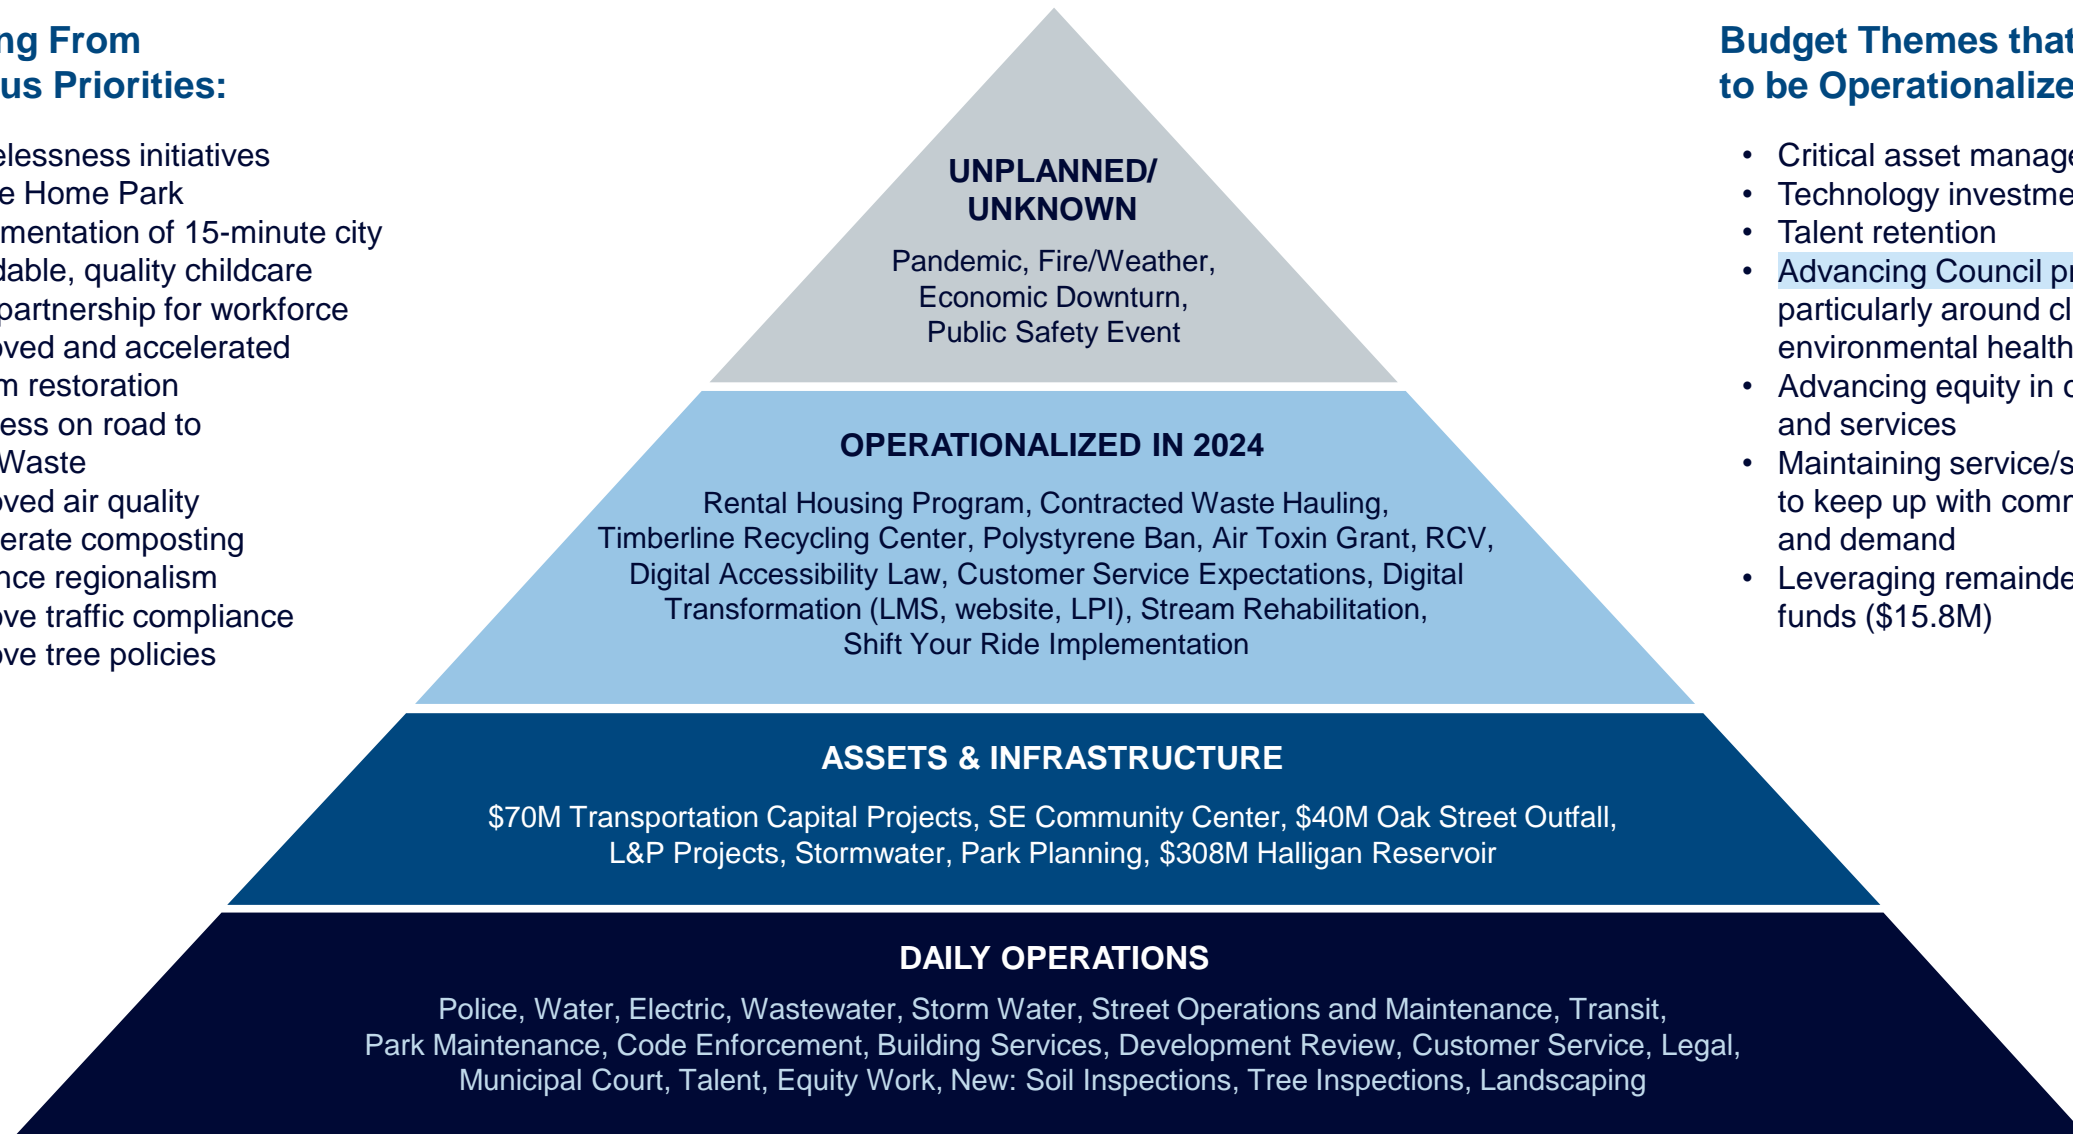 ng From
us Priorities:
elessness initiatives
e Home Park
mentation of 15-minute city
dable, quality childcare
partnership for workforce
oved and accelerated
m restoration
ess on road to
Waste
oved air quality
erate composting
nce regionalism
ove traffic compliance
ove tree policies
UNPLANNED/
UNKNOWN
Pandemic, Fire/Weather,
Economic Downturn,
Public Safety Event
OPERATIONALIZED IN 2024
Rental Housing Program, Contracted Waste Hauling,
Timberline Recycling Center, Polystyrene Ban, Air Toxin Grant, RCV,
Digital Accessibility Law, Customer Service Expectations, Digital
Transformation (LMS, website, LPI), Stream Rehabilitation,
Shift Your Ride Implementation
ASSETS & INFRASTRUCTURE
$70M Transportation Capital Projects, SE Community Center, $40M Oak Street Outfall,
L&P Projects, Stormwater, Park Planning, $308M Halligan Reservoir
DAILY OPERATIONS
Police, Water, Electric, Wastewater, Storm Water, Street Operations and Maintenance, Transit,
Park Maintenance, Code Enforcement, Building Services, Development Review, Customer Service, Legal,
Municipal Court, Talent, Equity Work, New: Soil Inspections, Tree Inspections, Landscaping
Budget Themes that
to be Operationalize
• Critical asset manage
• Technology investme
• Talent retention
• Advancing Council pr
particularly around cl
environmental health
• Advancing equity in c
and services
• Maintaining service/s
to keep up with comm
and demand
• Leveraging remainde
funds ($15.8M)